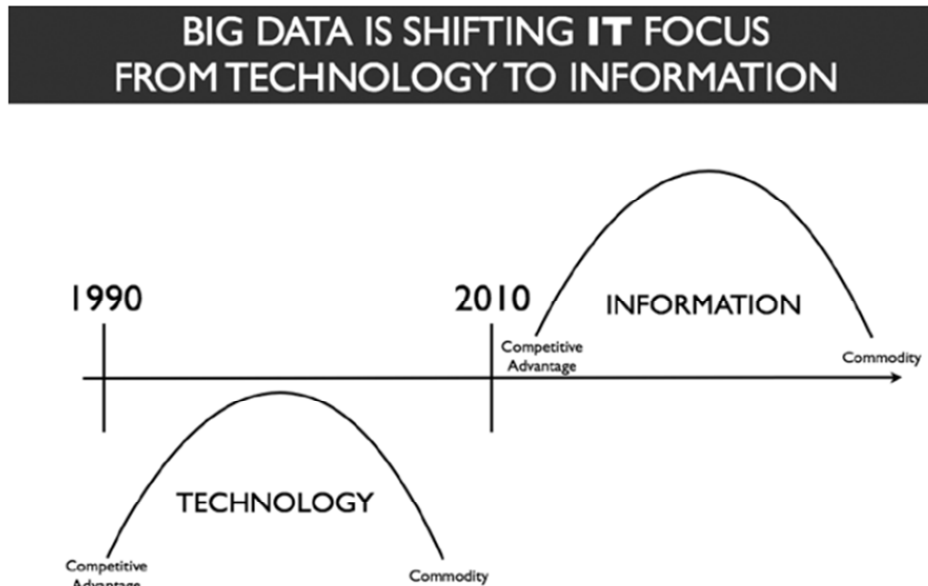 BIG DATA IS SHIFTING IT FOCUS
FROM TECHNOLOGY TO INFORMATION
1990
2010
INFORMATION
Competitive
Advantage
Commodity
TECHNOLOGY
Competitive
Advantage
Commodity